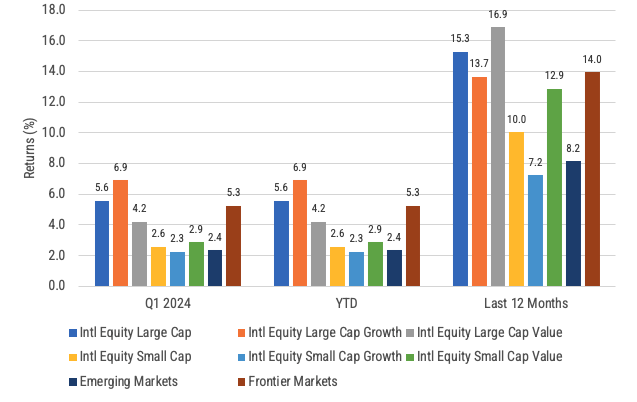 18.0
16.0
14.0
12.0
10.0
8.0
6.0
4.0
2.0
0.0
Returns (%)
5.6 6.9 4.2 2.6 2.3 2.9 2.4 5.3
5.6 6.9 4.2 2.6 2.3 2.9 2.4 5.3
15.3 13.7 16.9 10.0 7.2 12.9 8.2 14.0
Q1 2024 YTD Last 12 Months
Intl Equity Large Cap Intl Equity Large Cap Growth Intl Equity Large Cap Value
Intl Equity Small Cap Intl Equity Small Cap Growth Intl Equity Small Cap Value
Emerging Markets Frontier Markets